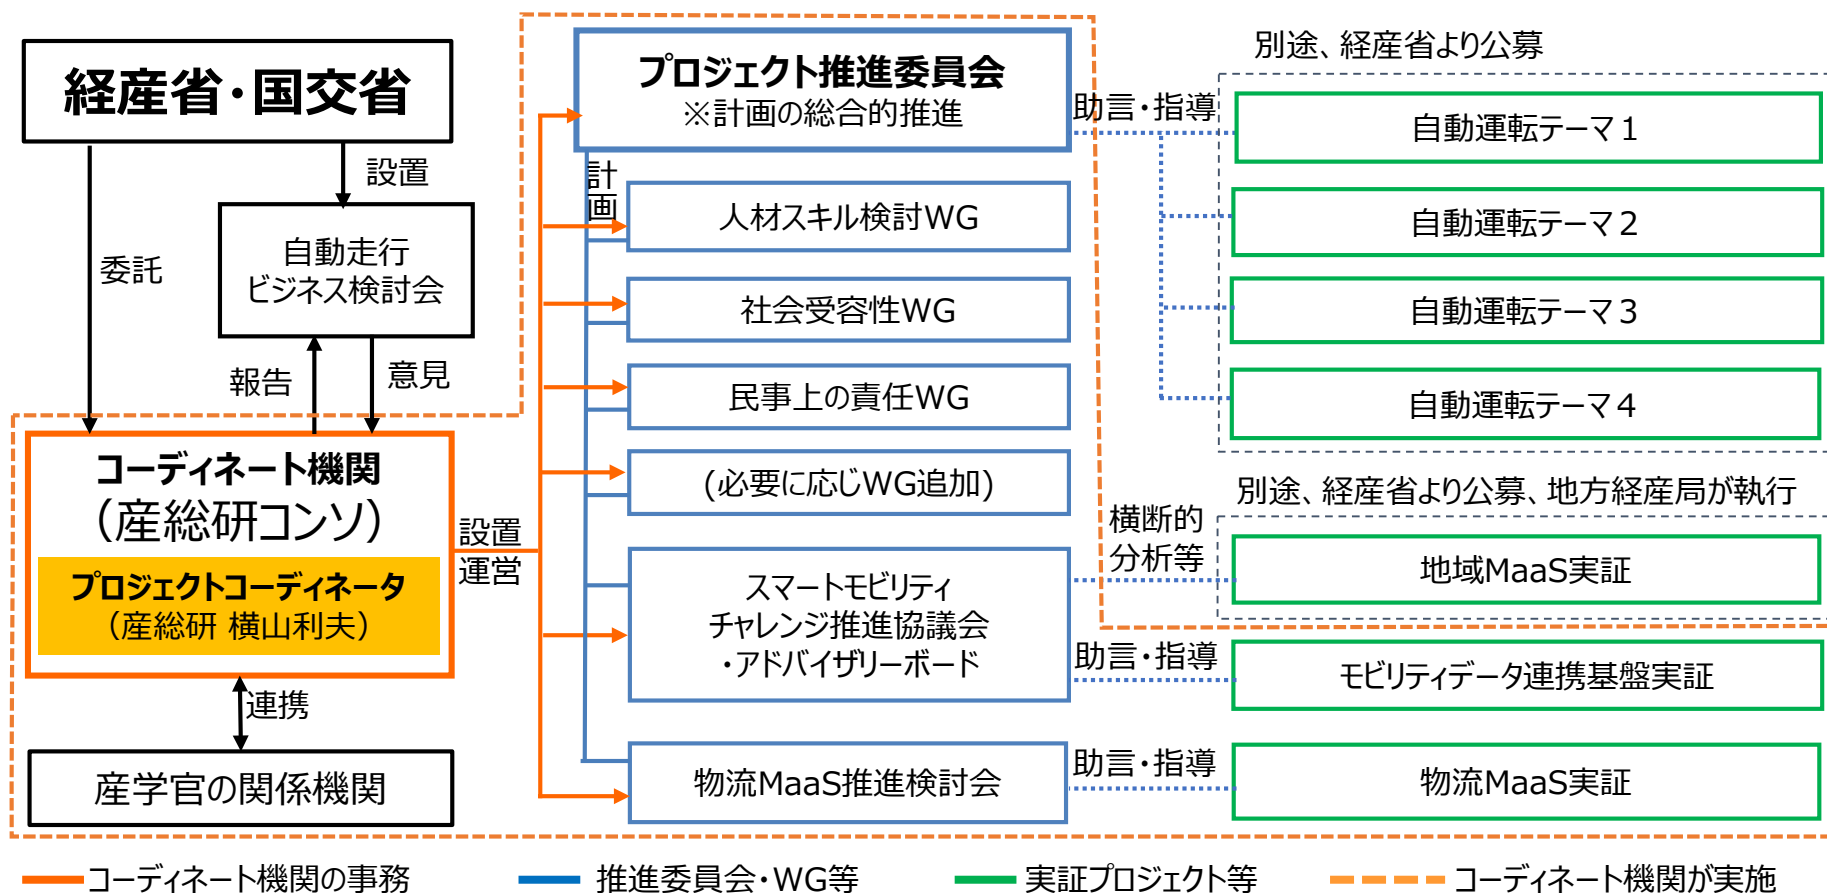 経産省・国交省
設置
委託
自動走行
ビジネス検討会
報告
意見
コーディネート機関
（産総研コンソ）
プロジェクトコーディネータ
（産総研 横山利夫）
連携
産学官の関係機関
設置
運営
プロジェクト推進委員会
※計画の総合的推進
計
画
人材スキル検討WG
社会受容性WG
民事上の責任WG
(必要に応じWG追加)
スマートモビリティ
チャレンジ推進協議会
・アドバイザリーボード
物流MaaS推進検討会
助言・指導
横断的
分析等
助言・指導
助言・指導
別途、経産省より公募
自動運転テーマ１
自動運転テーマ２
自動運転テーマ３
自動運転テーマ４
別途、経産省より公募、地方経産局が執行
地域MaaS実証
モビリティデータ連携基盤実証
物流MaaS実証
コーディネート機関の事務
推進委員会・WG等
実証プロジェクト等
コーディネート機関が実施